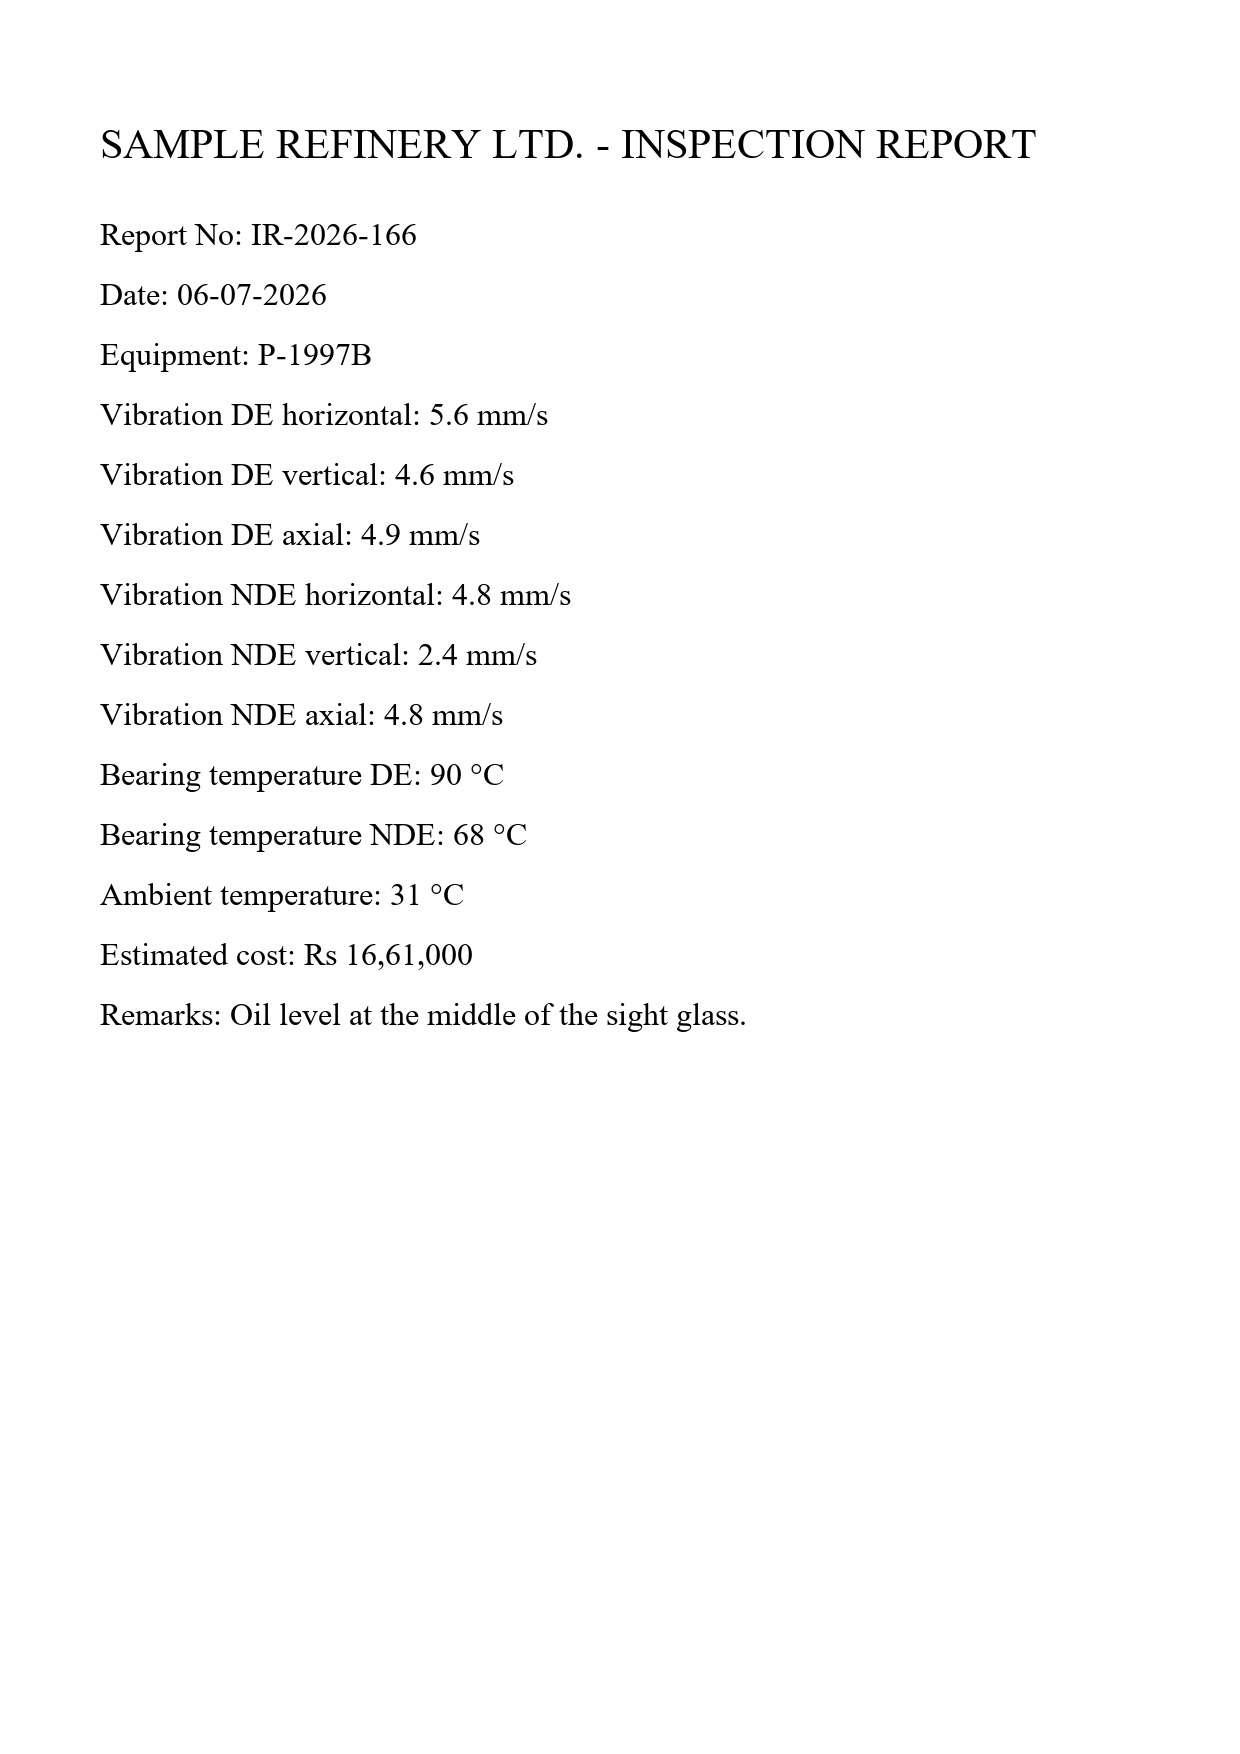 SAMPLE REFINERY LTD. - INSPECTION REPORT
Report No: IR-2026-166
Date: 06-07-2026
Equipment: P-1997B
Vibration DE horizontal: 5.6 mm/s
Vibration DE vertical: 4.6 mm/s
Vibration DE axial: 4.9 mm/s
Vibration NDE horizontal: 4.8 mm/s
Vibration NDE vertical: 2.4 mm/s
Vibration NDE axial: 4.8 mm/s
Bearing temperature DE: 90 °C
Bearing temperature NDE: 68 °C
Ambient temperature: 31 °C
Estimated cost: Rs 16,61,000
Remarks: Oil level at the middle of the sight glass.